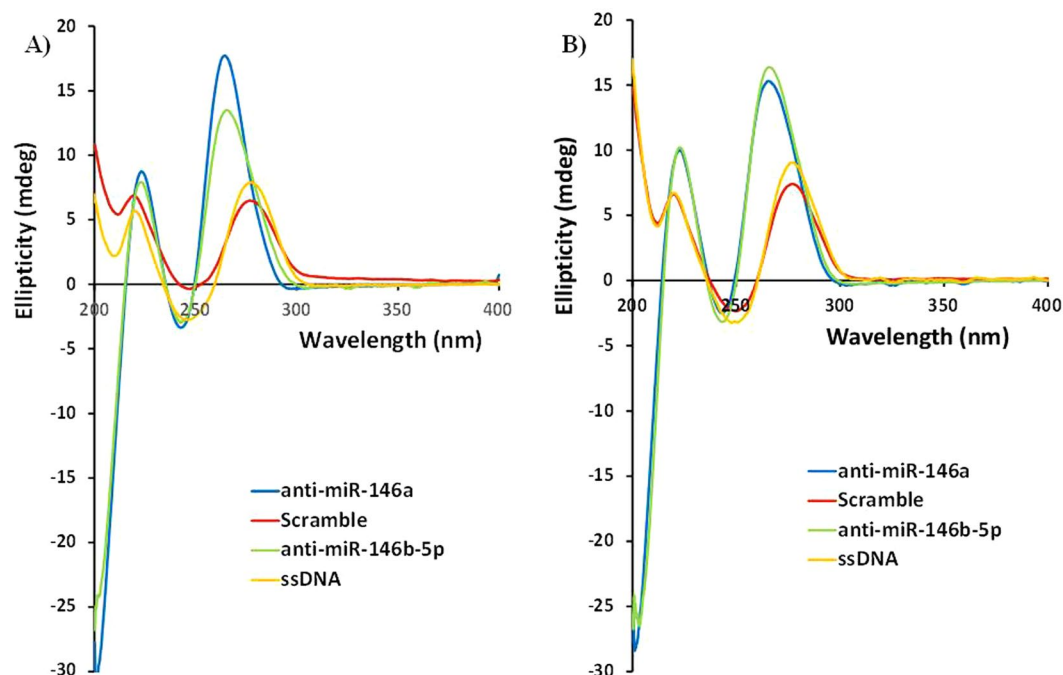 A)
Ellipticity (mdeg)
20
15
10
5
0
-5
-10
-15
-20
-25
-30
200
250
300
350
400
Wavelength (nm)
anti-miR-146a
Scramble
anti-miR-146b-5p
ssDNA
B)
Ellipticity (mdeg)
20
15
10
5
0
-5
-10
-15
-20
-25
-30
200
250
300
350
400
Wavelength (nm)
anti-miR-146a
Scramble
anti-miR-146b-5p
ssDNA